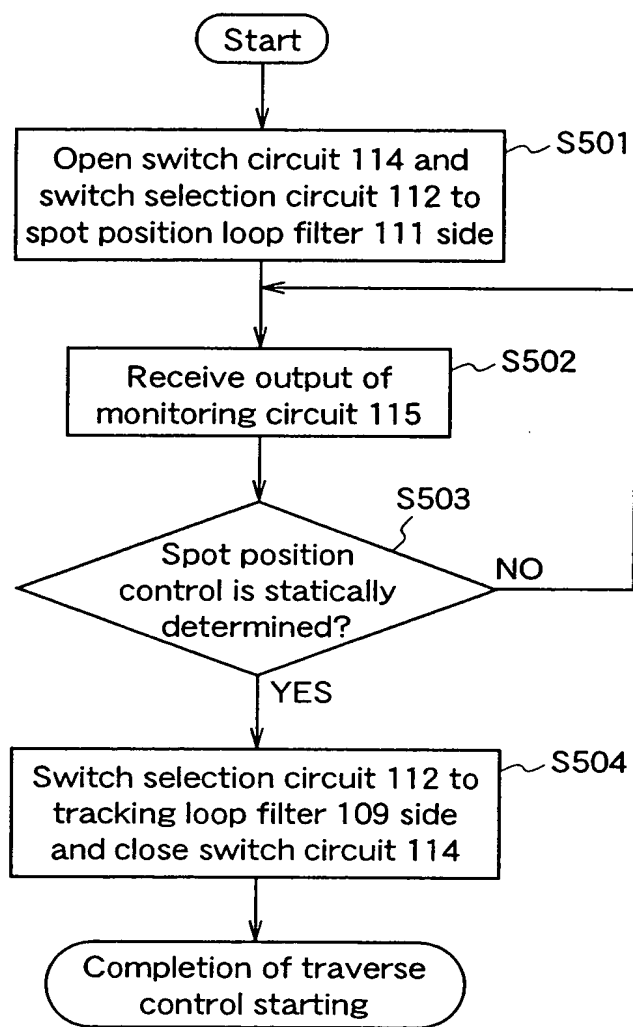 Start
S501
Open switch circuit 114 and
switch selection circuit 112 to
spot position loop filter 111 side
S502
Receive output of
monitoring circuit 115
S503
Spot position
control is statically
determined?
NO
YES
S504
Switch selection circuit 112 to
tracking loop filter 109 side
and close switch circuit 114
Completion of traverse
control starting